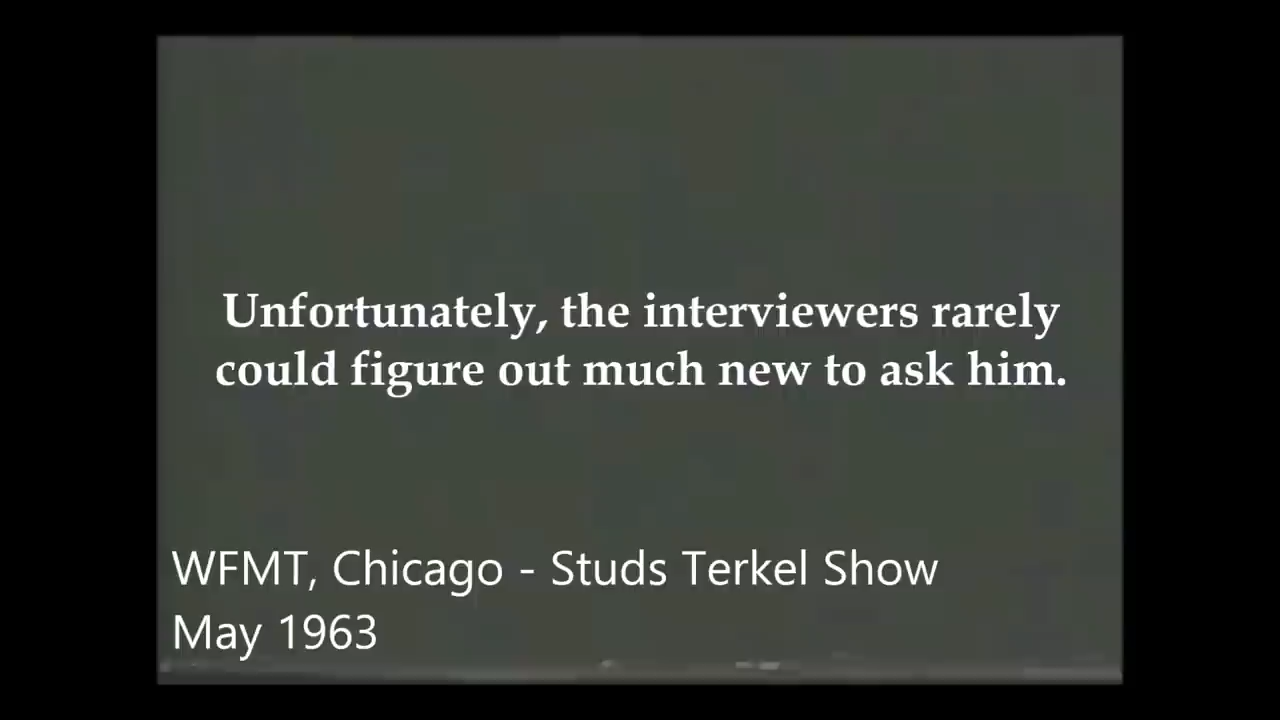 Unfortunately, the interviewers rarely
could figure out much new to ask him.
WFMT, Chicago - Studs Terkel Show
May 1963